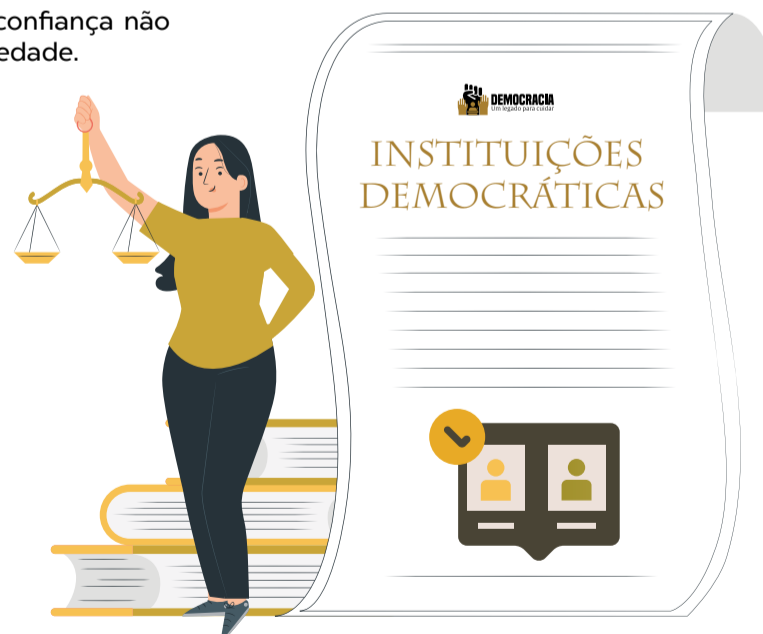 confiança não
edade.
DEMOCRACIA
Um legado para cuidar
INSTITUIÇÕES
DEMOCRÁTICAS